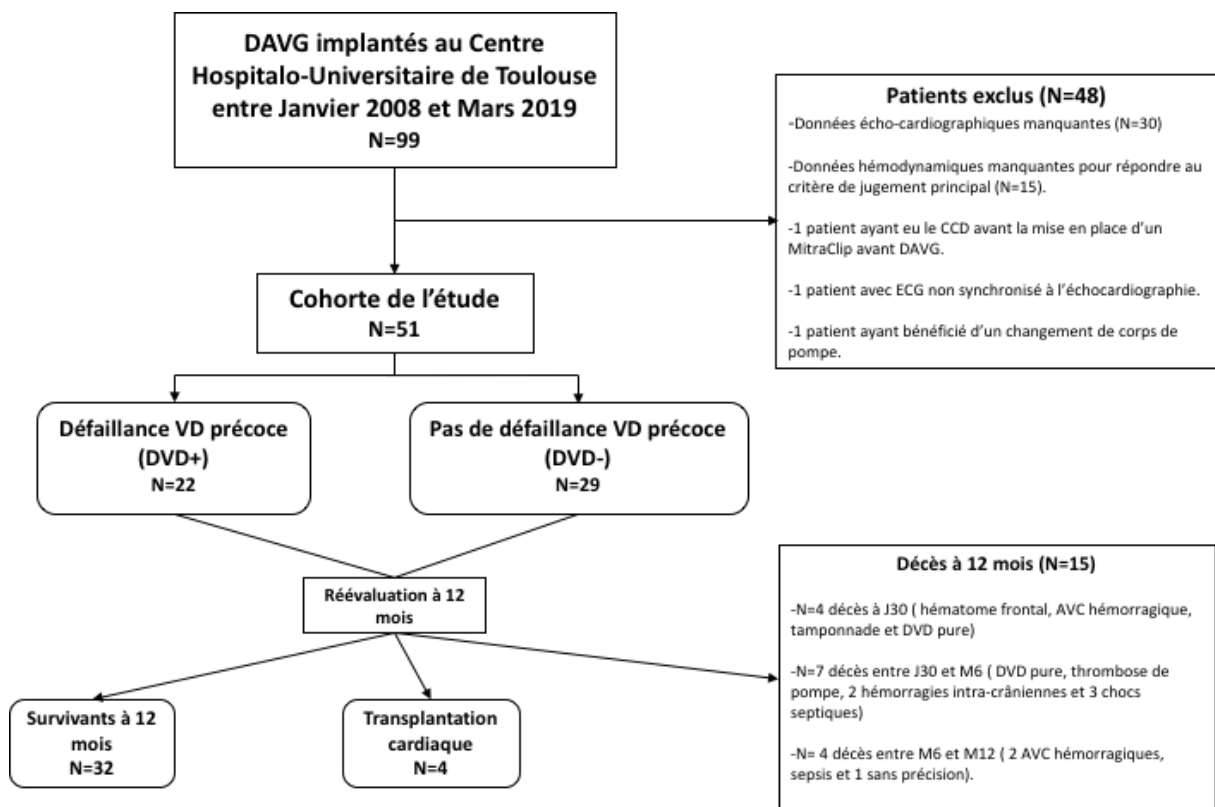 DAVG implantés au Centre
Hospitalo-Universitaire de Toulouse
entre Janvier 2008 et Mars 2019
N=99
Patients exclus (N=48)
-Données écho-cardiographiques manquantes (N=30)
-Données hémodynamiques manquantes pour répondre au
critère de jugement principal (N=15).
-1 patient ayant eu le CCD avant la mise en place d'un
MitraClip avant DAVG.
-1 patient avec ECG non synchronisé à l'échocardiographie.
-1 patient ayant bénéficié d'un changement de corps de
pompe.
Cohorte de l'étude
N=51
Défaillance VD précoce
(DVD+)
N=22
Pas de défaillance VD précoce
(DVD-)
N=29
Réévaluation à 12
mois
Décès à 12 mois (N=15)
-N=4 décès à J30 ( hématome frontal, AVC hémorragique,
tamponnade et DVD pure)
-N=7 décès entre J30 et M6 ( DVD pure, thrombose de
pompe, 2 hémorragies intra-crâniennes et 3 chocs
septiques)
-N= 4 décès entre M6 et M12 ( 2 AVC hémorragiques,
sepsis et 1 sans précision).
Survivants à 12
mois
N=32
Transplantation
cardiaque
N=4